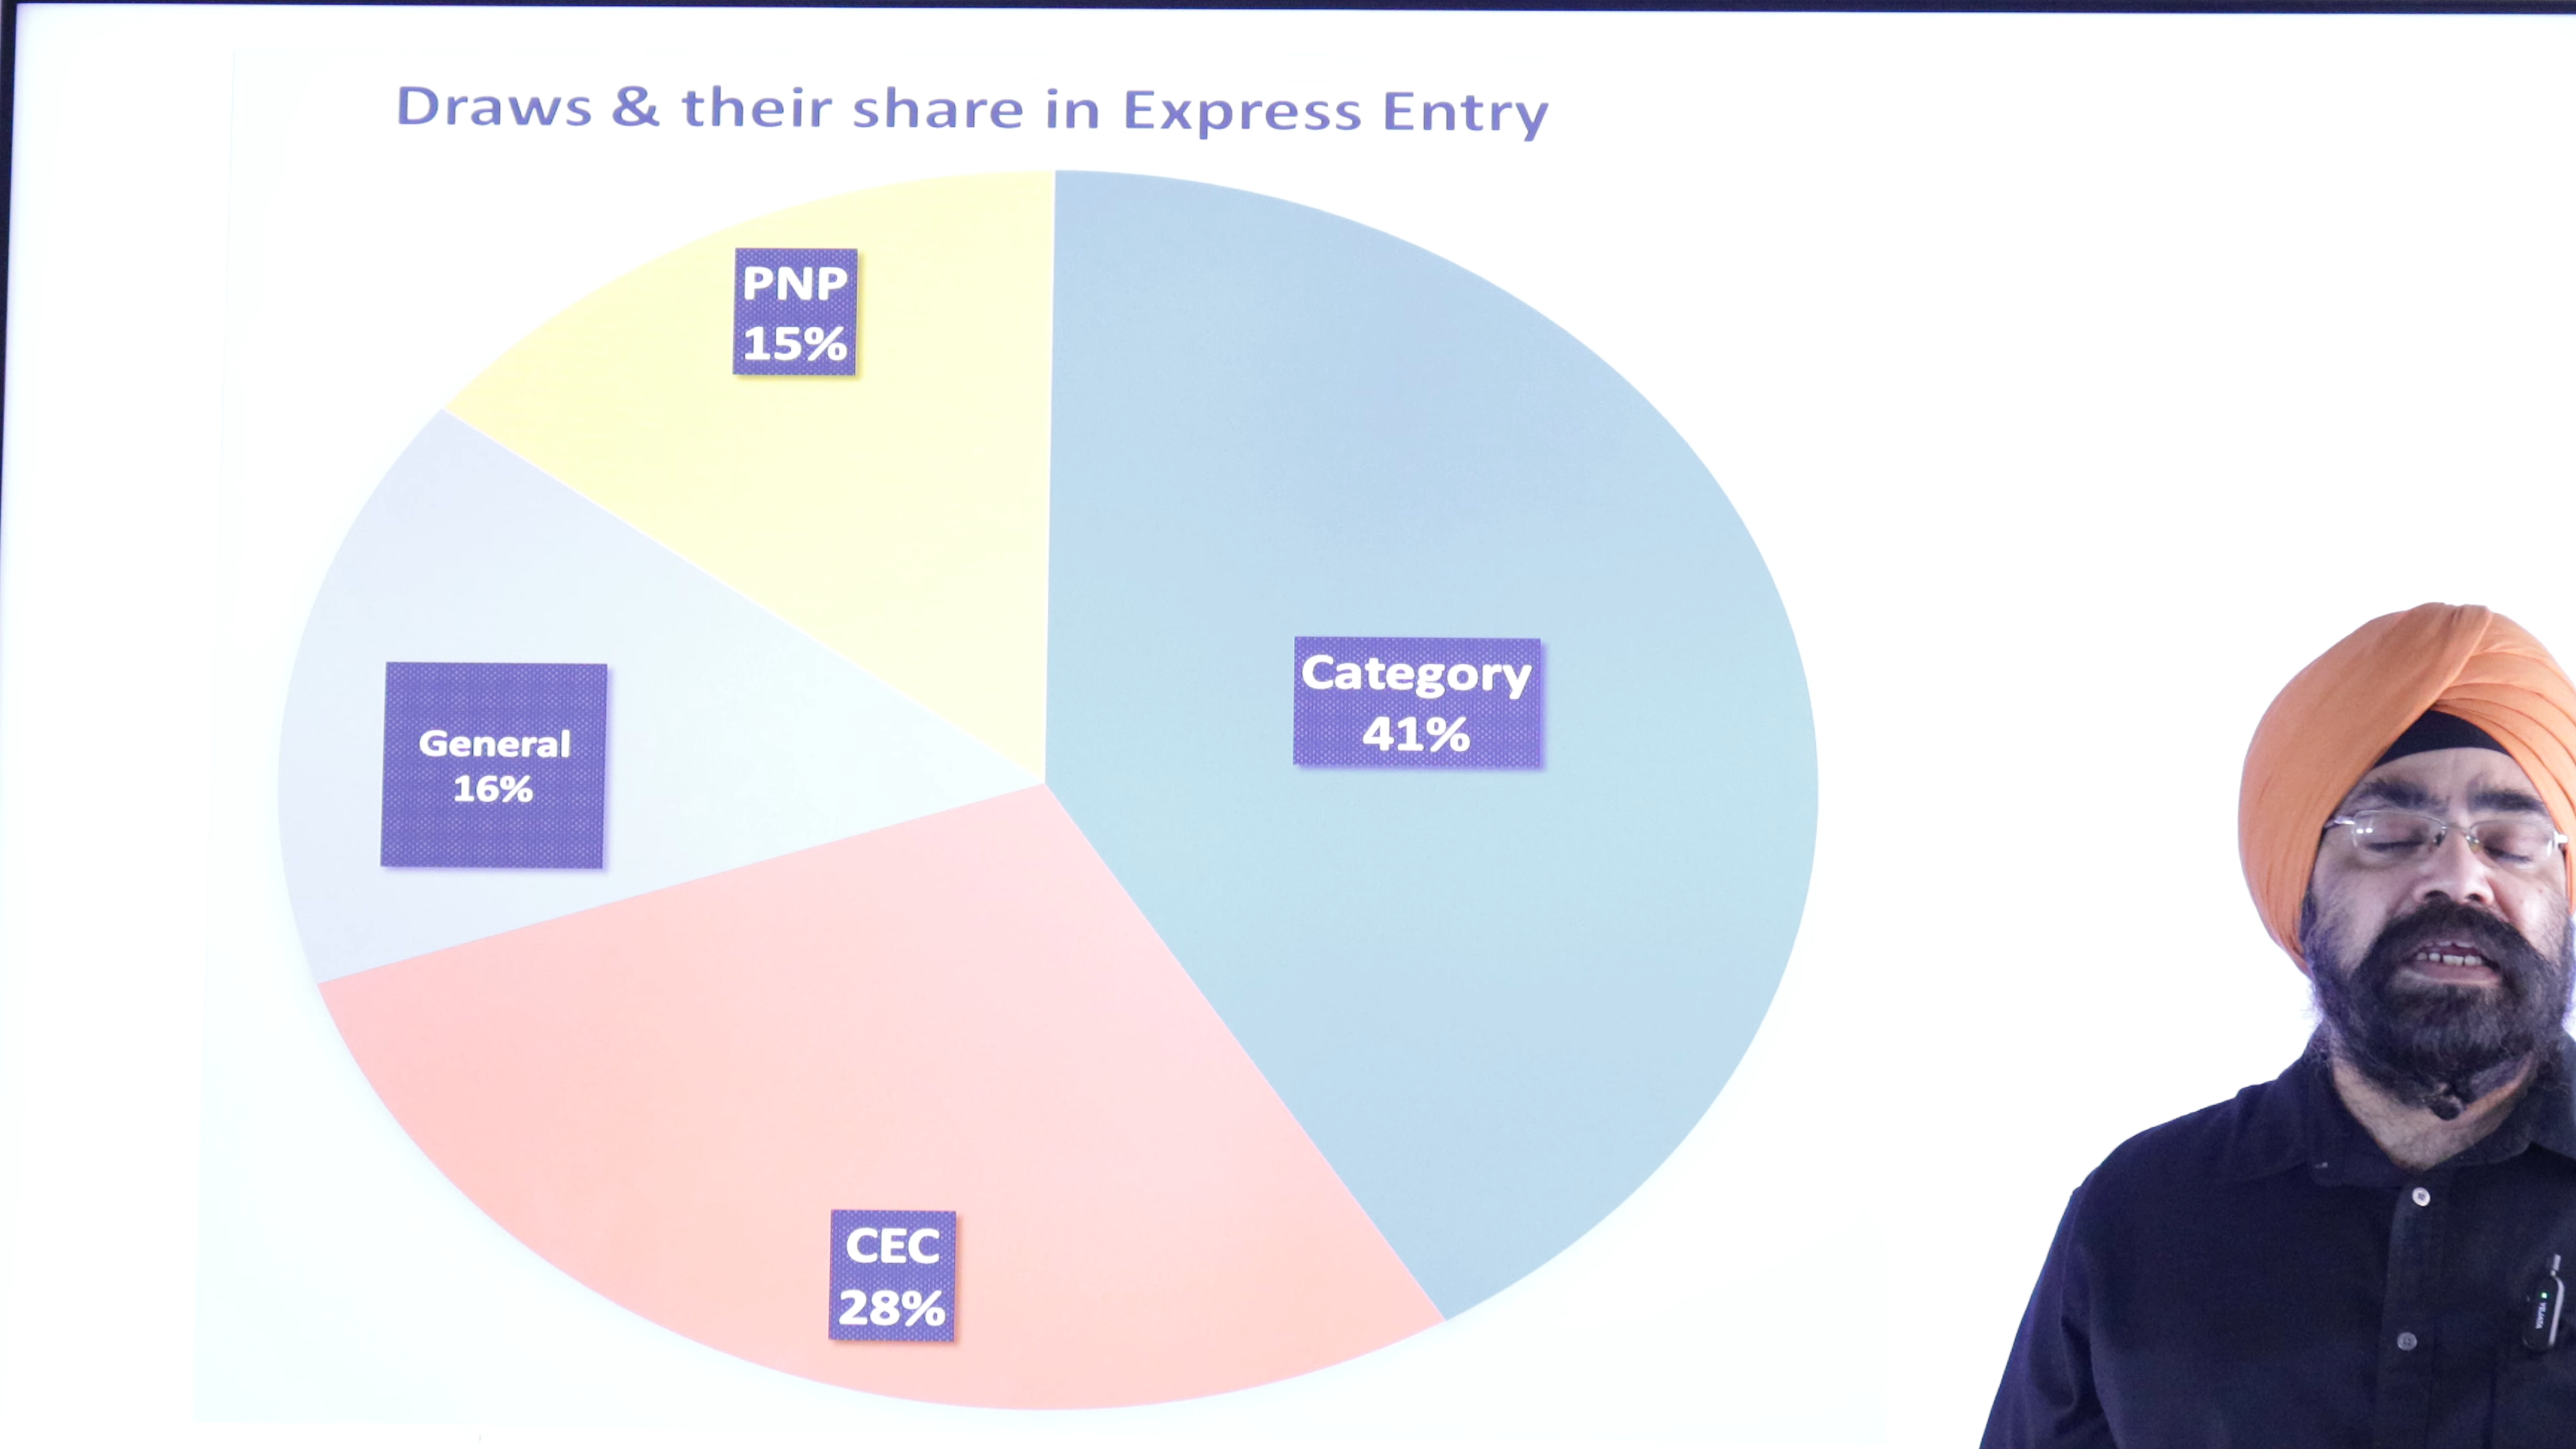 Draws & their share in Express Entry
PNP
15%
Category
41%
General
16%
CEC
28%